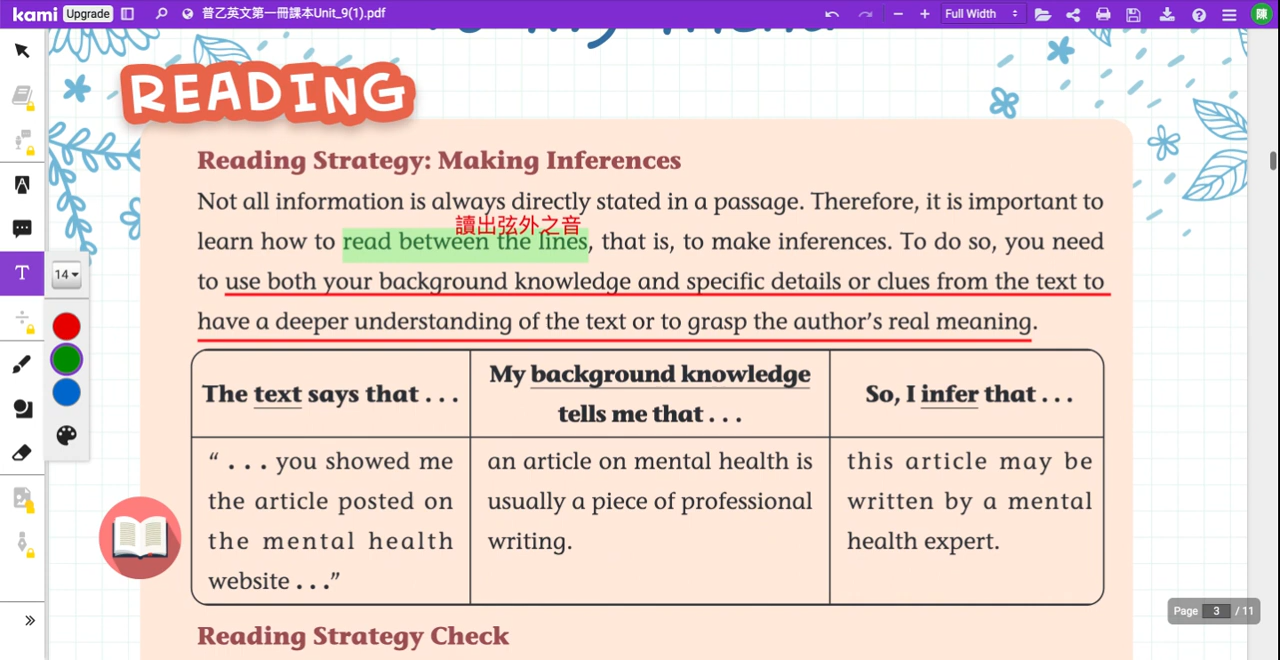 kami Upgrade 普乙英文第一冊課本Unit_9(1).pdf Full Width 陳
READING
Reading Strategy: Making Inferences
Not all information is always directly stated in a passage. Therefore, it is important to
讀出弦外之音
learn how to read between the lines, that is, to make inferences. To do so, you need
to use both your background knowledge and specific details or clues from the text to
have a deeper understanding of the text or to grasp the author's real meaning.
The text says that . . .
My background knowledge
tells me that . . .
So, I infer that . . .
“ . . . you showed me
the article posted on
the mental health
website . . .”
an article on mental health is
usually a piece of professional
writing.
this article may be
written by a mental
health expert.
Reading Strategy Check
T 14
Page 3 / 11